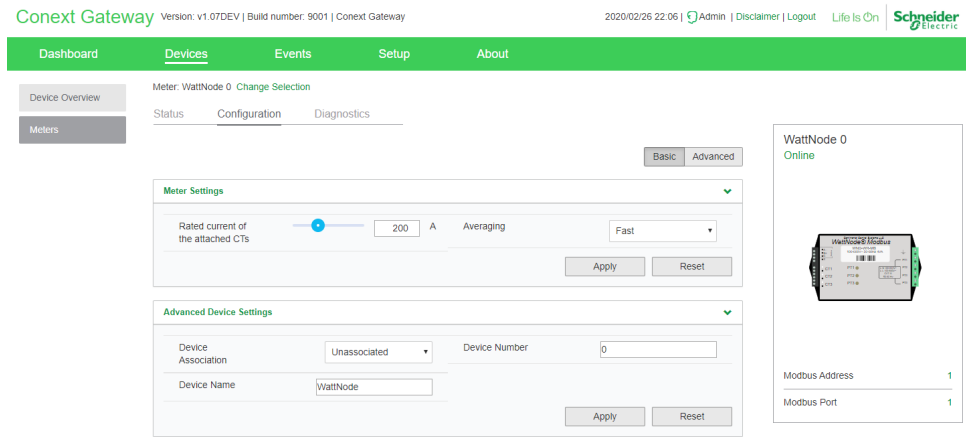 Conext Gateway Version: v1.07DEV | Build number: 9001 | Conext Gateway
2020/02/26 22:06 | Admin | Disclaimer | Logout
Life Is On | Schneider Electric
Dashboard Devices Events Setup About
Device Overview
Meters
Meter: WattNode 0 Change Selection
Status Configuration Diagnostics
Basic Advanced
Meter Settings
Rated current of
the attached CTs
200 A
Averaging
Fast
Apply Reset
Advanced Device Settings
Device
Association
Unassociated
Device Number
0
Device Name
WattNode
Apply Reset
WattNode 0
Online
WattNode® Modbus
CT1
CT2
CT3
Modbus Address 1
Modbus Port 1